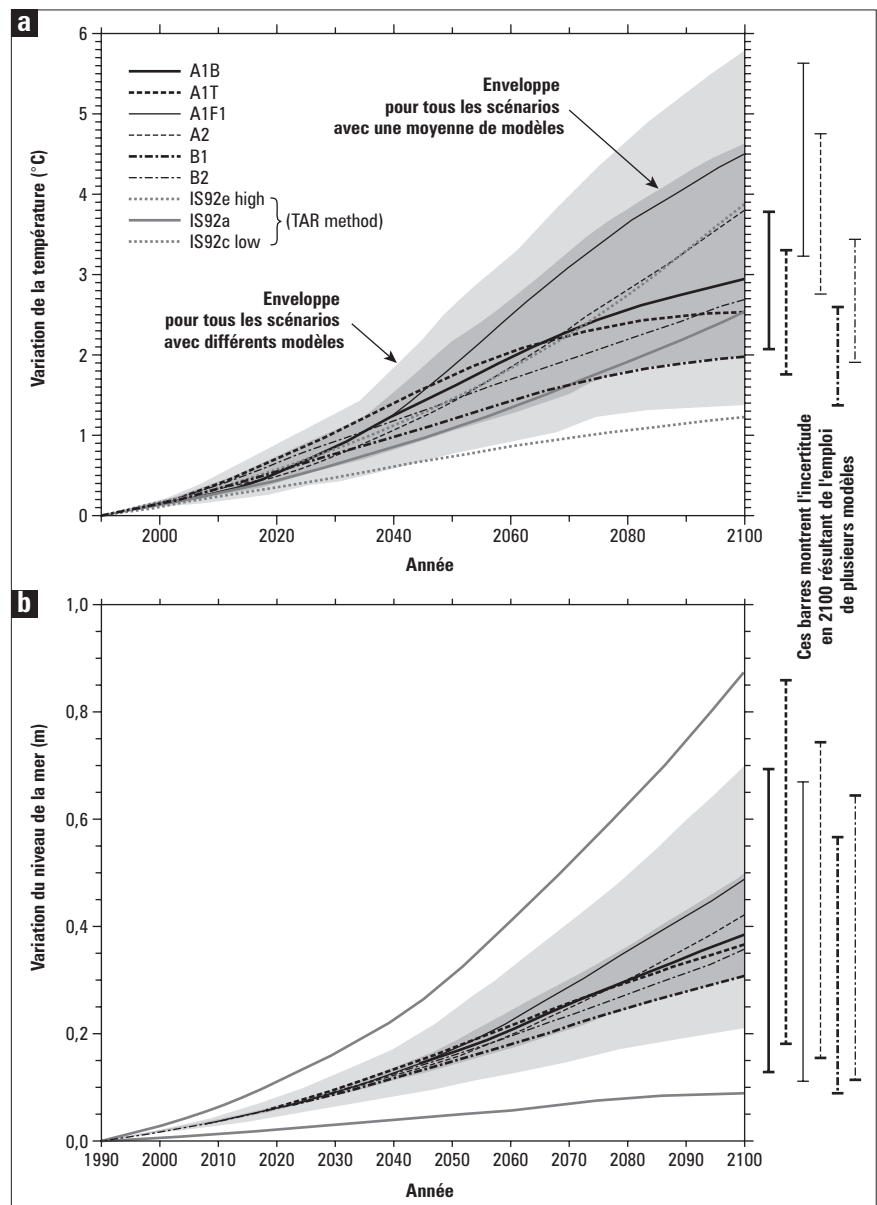 a
6
5
4
3
2
1
0
Variation de la température (°C)
A1B
A1T
A1F1
A2
B1
B2
IS92e high
IS92a
IS92c low
(TAR method)
Enveloppe
pour tous les scénarios
avec une moyenne de modèles
Enveloppe
pour tous les scénarios
avec différents modèles
2000 2020 2040 2060 2080 2100
Année
Ces barres montrent l'incertitude
en 2100 résultant de l'emploi
de plusieurs modèles
b
1,0
0,8
0,6
0,4
0,2
0,0
Variation du niveau de la mer (m)
1990 2000 2010 2020 2030 2040 2050 2060 2070 2080 2090 2100
Année